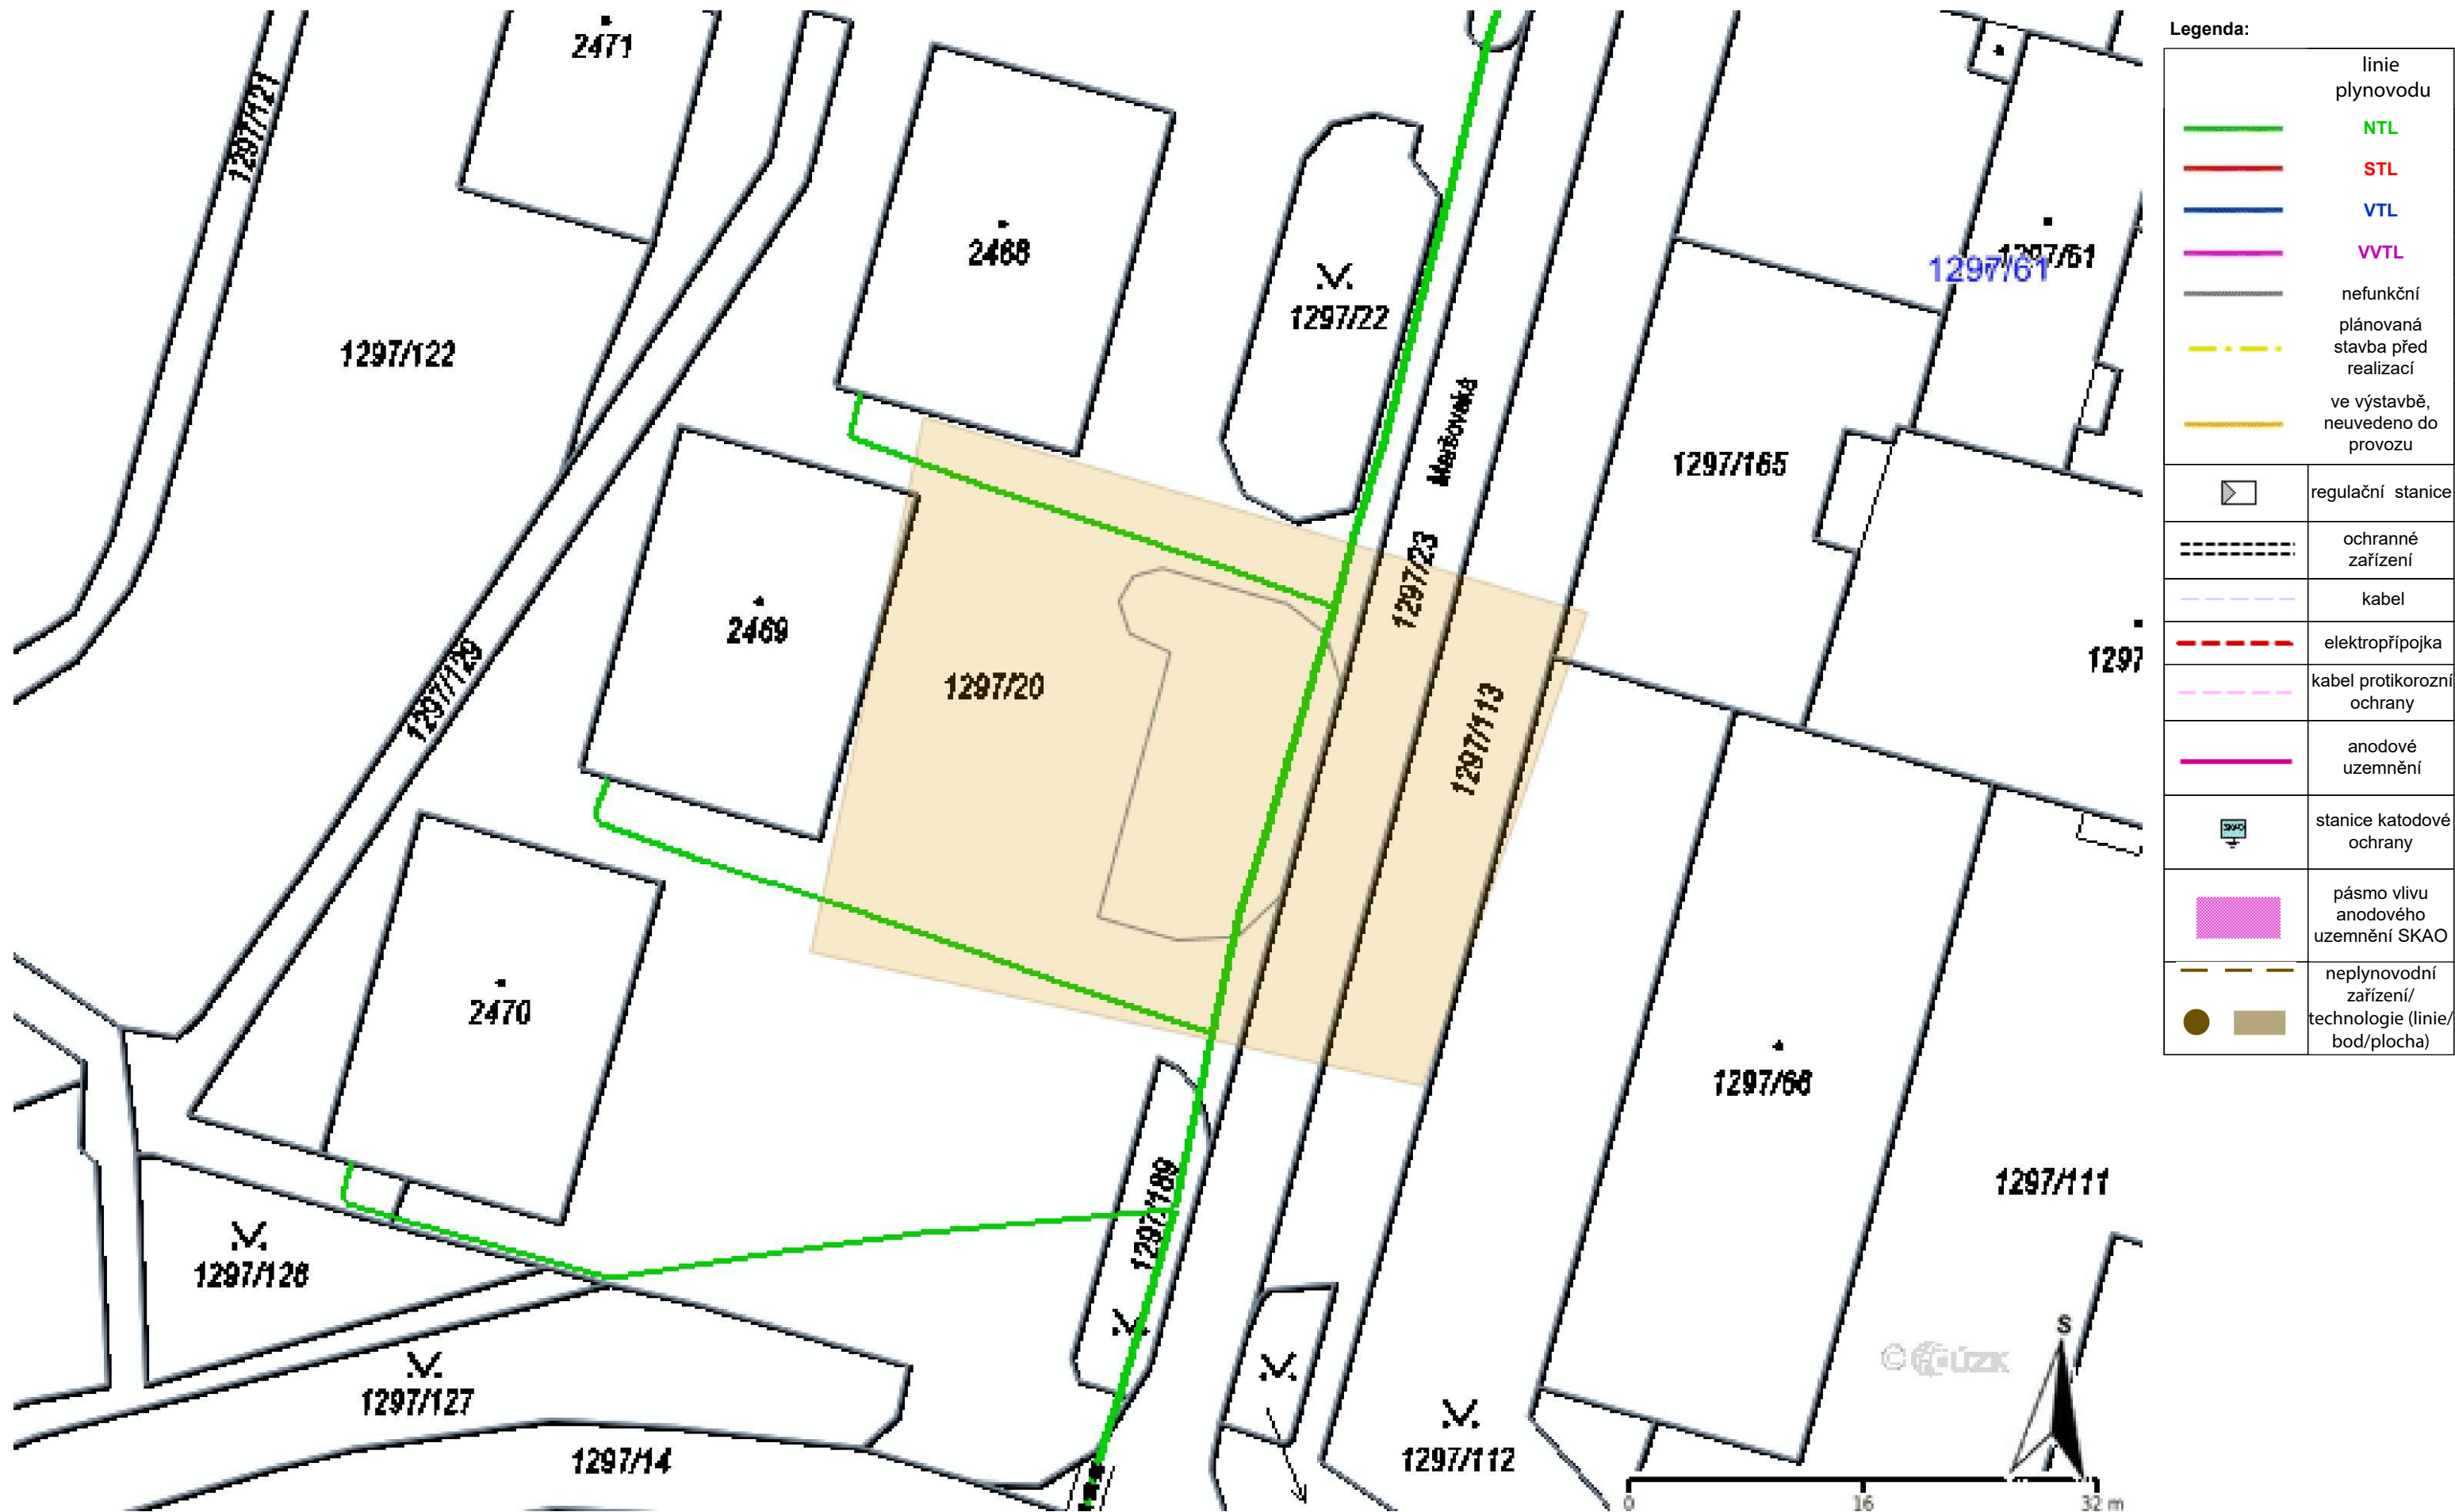 Legenda:
linie
plynovodu
NTL
STL
VTL
VVTL
nefunkční
plánovaná
stavba před
realizací
ve výstavbě,
neuvedeno do
provozu
regulační stanice
ochranné
zařízení
kabel
elektropřípojka
kabel protikorozní
ochrany
anodové
uzemnění
SKAO
stanice katodové
ochrany
pásmo vlivu
anodového
uzemnění SKAO
neplynovodní
zařízení/
technologie (linie/
bod/plocha)
2471
1297/121
2468
1297/22
1297/61
1297/61
1297/122
1297/165
1297/23
2469
1297/129
1297/20
1297/113
1297
2470
1297/66
1297/111
1297/189
1297/126
1297/127
1297/14
1297/112
©
S
0
16
32 m